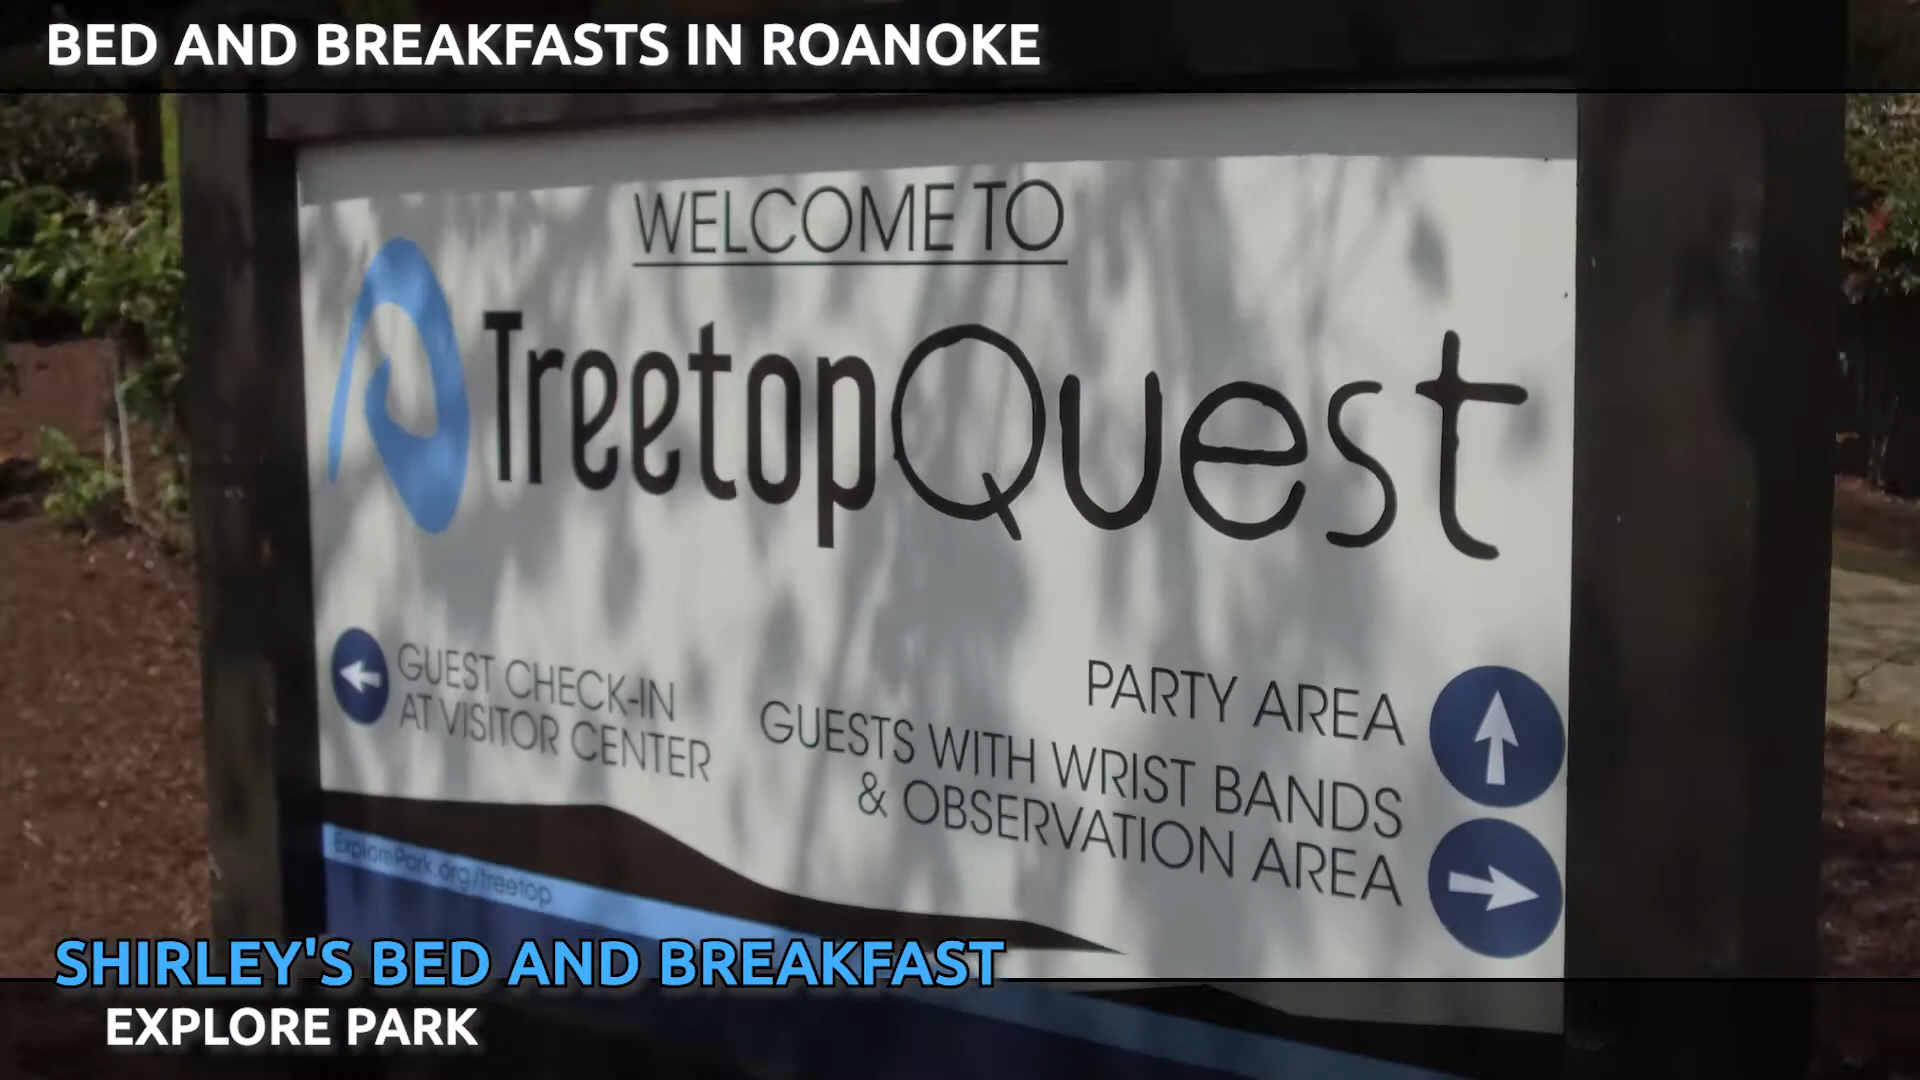 BED AND BREAKFASTS IN ROANOKE
WELCOME TO
TreetopQuest
GUEST CHECK-IN
AT VISITOR CENTER
PARTY AREA
GUESTS WITH WRIST BANDS
& OBSERVATION AREA
ExplorePark.org/treetop
SHIRLEY'S BED AND BREAKFAST
EXPLORE PARK